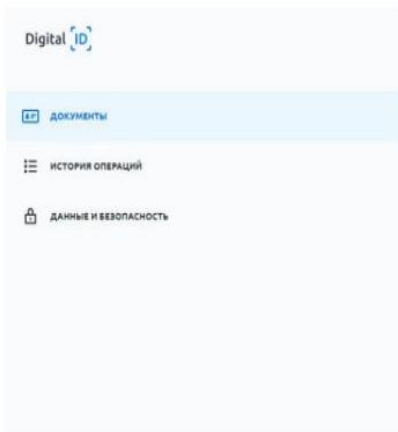 Digital ID
ДОКУМЕНТЫ
ИСТОРИЯ ОПЕРАЦИЙ
ДАННЫЕ И БЕЗОПАСНОСТЬ